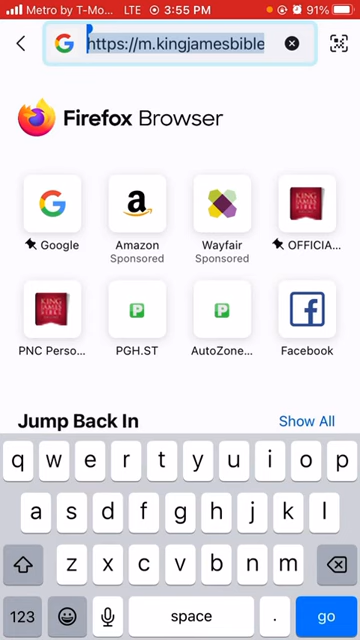 Metro by T-Mo... LTE 3:55 PM 91%
https://m.kingjamesbible
Firefox Browser
Google Amazon Wayfair OFFICIA...
Sponsored Sponsored
PNC Perso... PGH.ST AutoZone... Facebook
Jump Back In Show All
q w e r t y u i o p
a s d f g h j k l
z x c v b n m
123 space . go